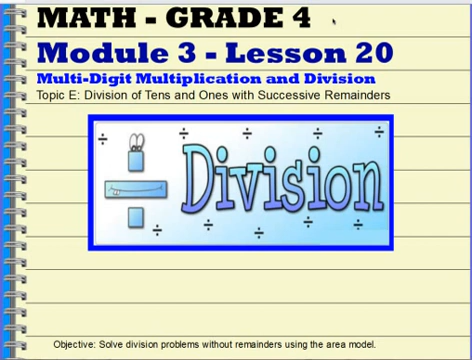 MATH - GRADE 4
Module 3 - Lesson 20
Multi-Digit Multiplication and Division
Topic E: Division of Tens and Ones with Successive Remainders
Division
Objective: Solve division problems without remainders using the area model.